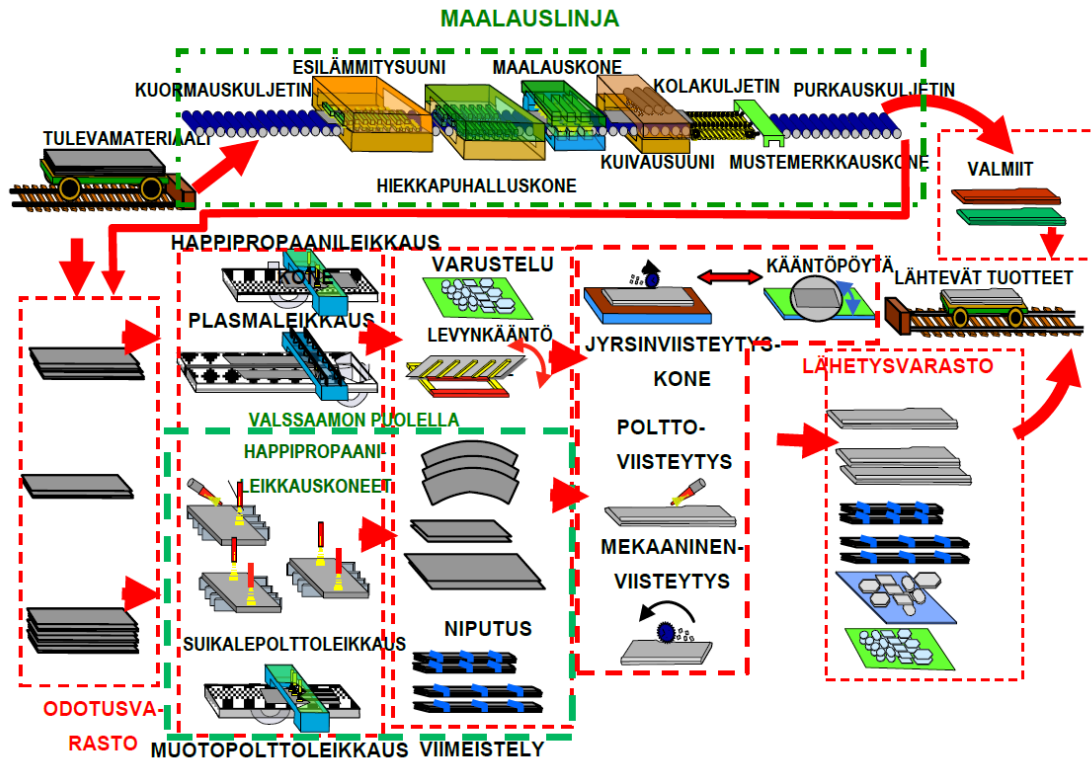 MAALAUSLINJA
ESILÄMMITYSUUNI
MAALAUSKONE
KUORMAUSKULJETIN
KOLAKULJETIN
PURKAUSKULJETIN
TULEVAMATERIAALI
KUIVAUSUUNI
MUSTEMERKKAUSKONE
HIEKKAPUHALLUSKONE
VALMIIT
HAPPIPROPAANILEIKKAUS
KONE
VARUSTELU
KÄÄNTÖPÖYTÄ
LÄHTEVÄT TUOTTEET
PLASMALEIKKAUS
LEVYNKÄÄNTÖ
JYRSINVIISTEYTYS-
KONE
LÄHETYSVARASTO
VALSSAAMON PUOLELLA
HAPPIPROPAANI-
LEIKKAUSKONEET
POLTTO-
VIISTEYTYS
MEKAANINEN-
VIISTEYTYS
SUIKALEPOLTTOLEIKKAUS
NIPUTUS
ODOTUSVA-
RASTO
MUOTOPOLTTOLEIKKAUS
VIIMEISTELY